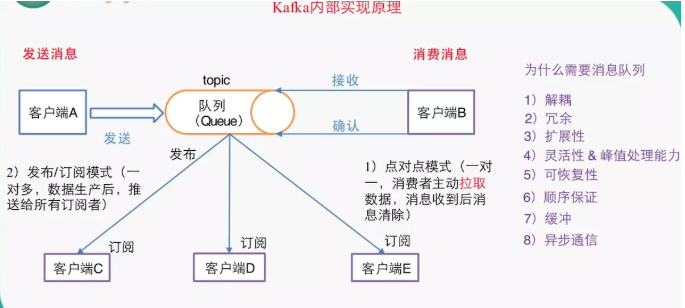 Kafka内部实现原理
发送消息
消费消息
topic
队列
(Queue)
客户端A
发送
接收
确认
客户端B
发布
2）发布/订阅模式（一
对多，数据生产后，推
送给所有订阅者）
1）点对点模式（一对
一，消费者主动拉取
数据，消息收到后消
息清除）
订阅
订阅
订阅
客户端C
客户端D
客户端E
为什么需要消息队列
1）解耦
2）冗余
3）扩展性
4）灵活性 & 峰值处理能力
5）可恢复性
6）顺序保证
7）缓冲
8）异步通信